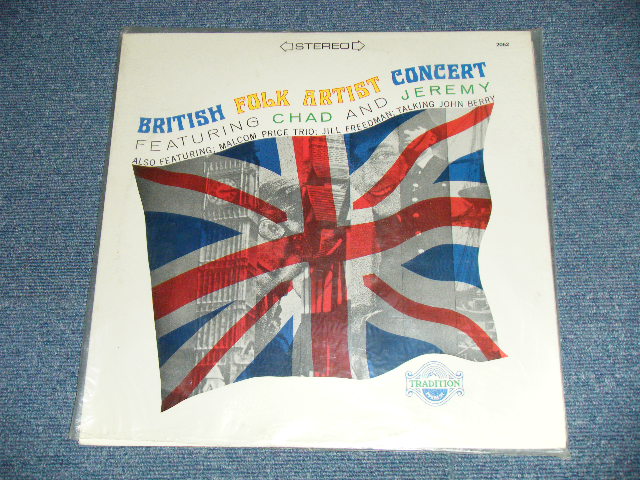 STEREO
2062
BRITISH FOLK ARTIST CONCERT
FEATURING CHAD AND JEREMY
ALSO FEATURING; MALCOM PRICE TRIO; JILL FREEDMAN; TALKING JOHN BERRY
TRADITION